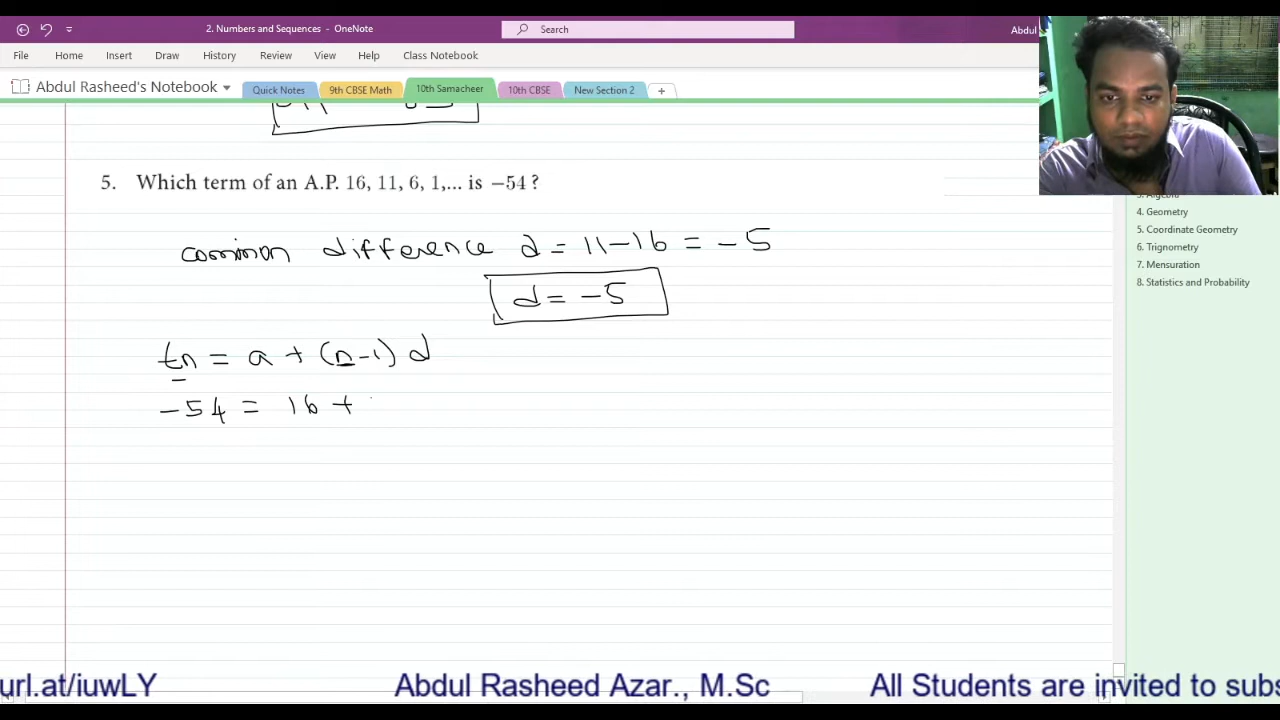 2. Numbers and Sequences - OneNote
Search
Abdul
File Home Insert Draw History Review View Help Class Notebook
Abdul Rasheed's Notebook
Quick Notes 9th CBSE Math 10th Samacheer 10th CBSE New Section 2
5. Which term of an A.P. 16, 11, 6, 1,... is −54 ?
common difference d = 11-16 = -5
d = -5
tn = a + (n-1) d
-54 = 16 +
3. Algebra
4. Geometry
5. Coordinate Geometry
6. Trignometry
7. Mensuration
8. Statistics and Probability
url.at/iuwLY Abdul Rasheed Azar., M.Sc All Students are invited to subs